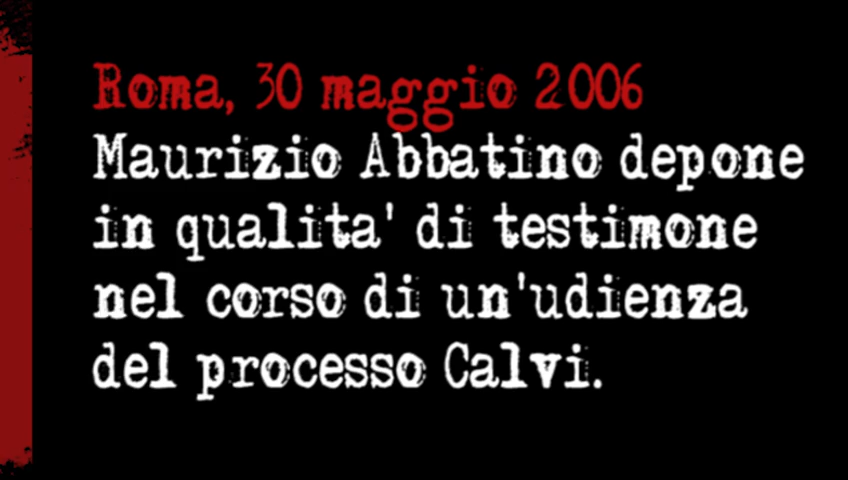 Roma, 30 maggio 2006
Maurizio Abbatino depone
in qualita' di testimone
nel corso di un'udienza
del processo Calvi.